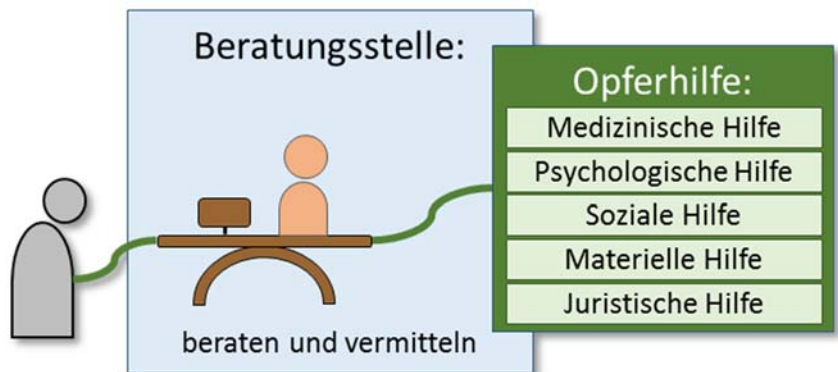 Beratungsstelle:
beraten und vermitteln
Opferhilfe:
Medizinische Hilfe
Psychologische Hilfe
Soziale Hilfe
Materielle Hilfe
Juristische Hilfe